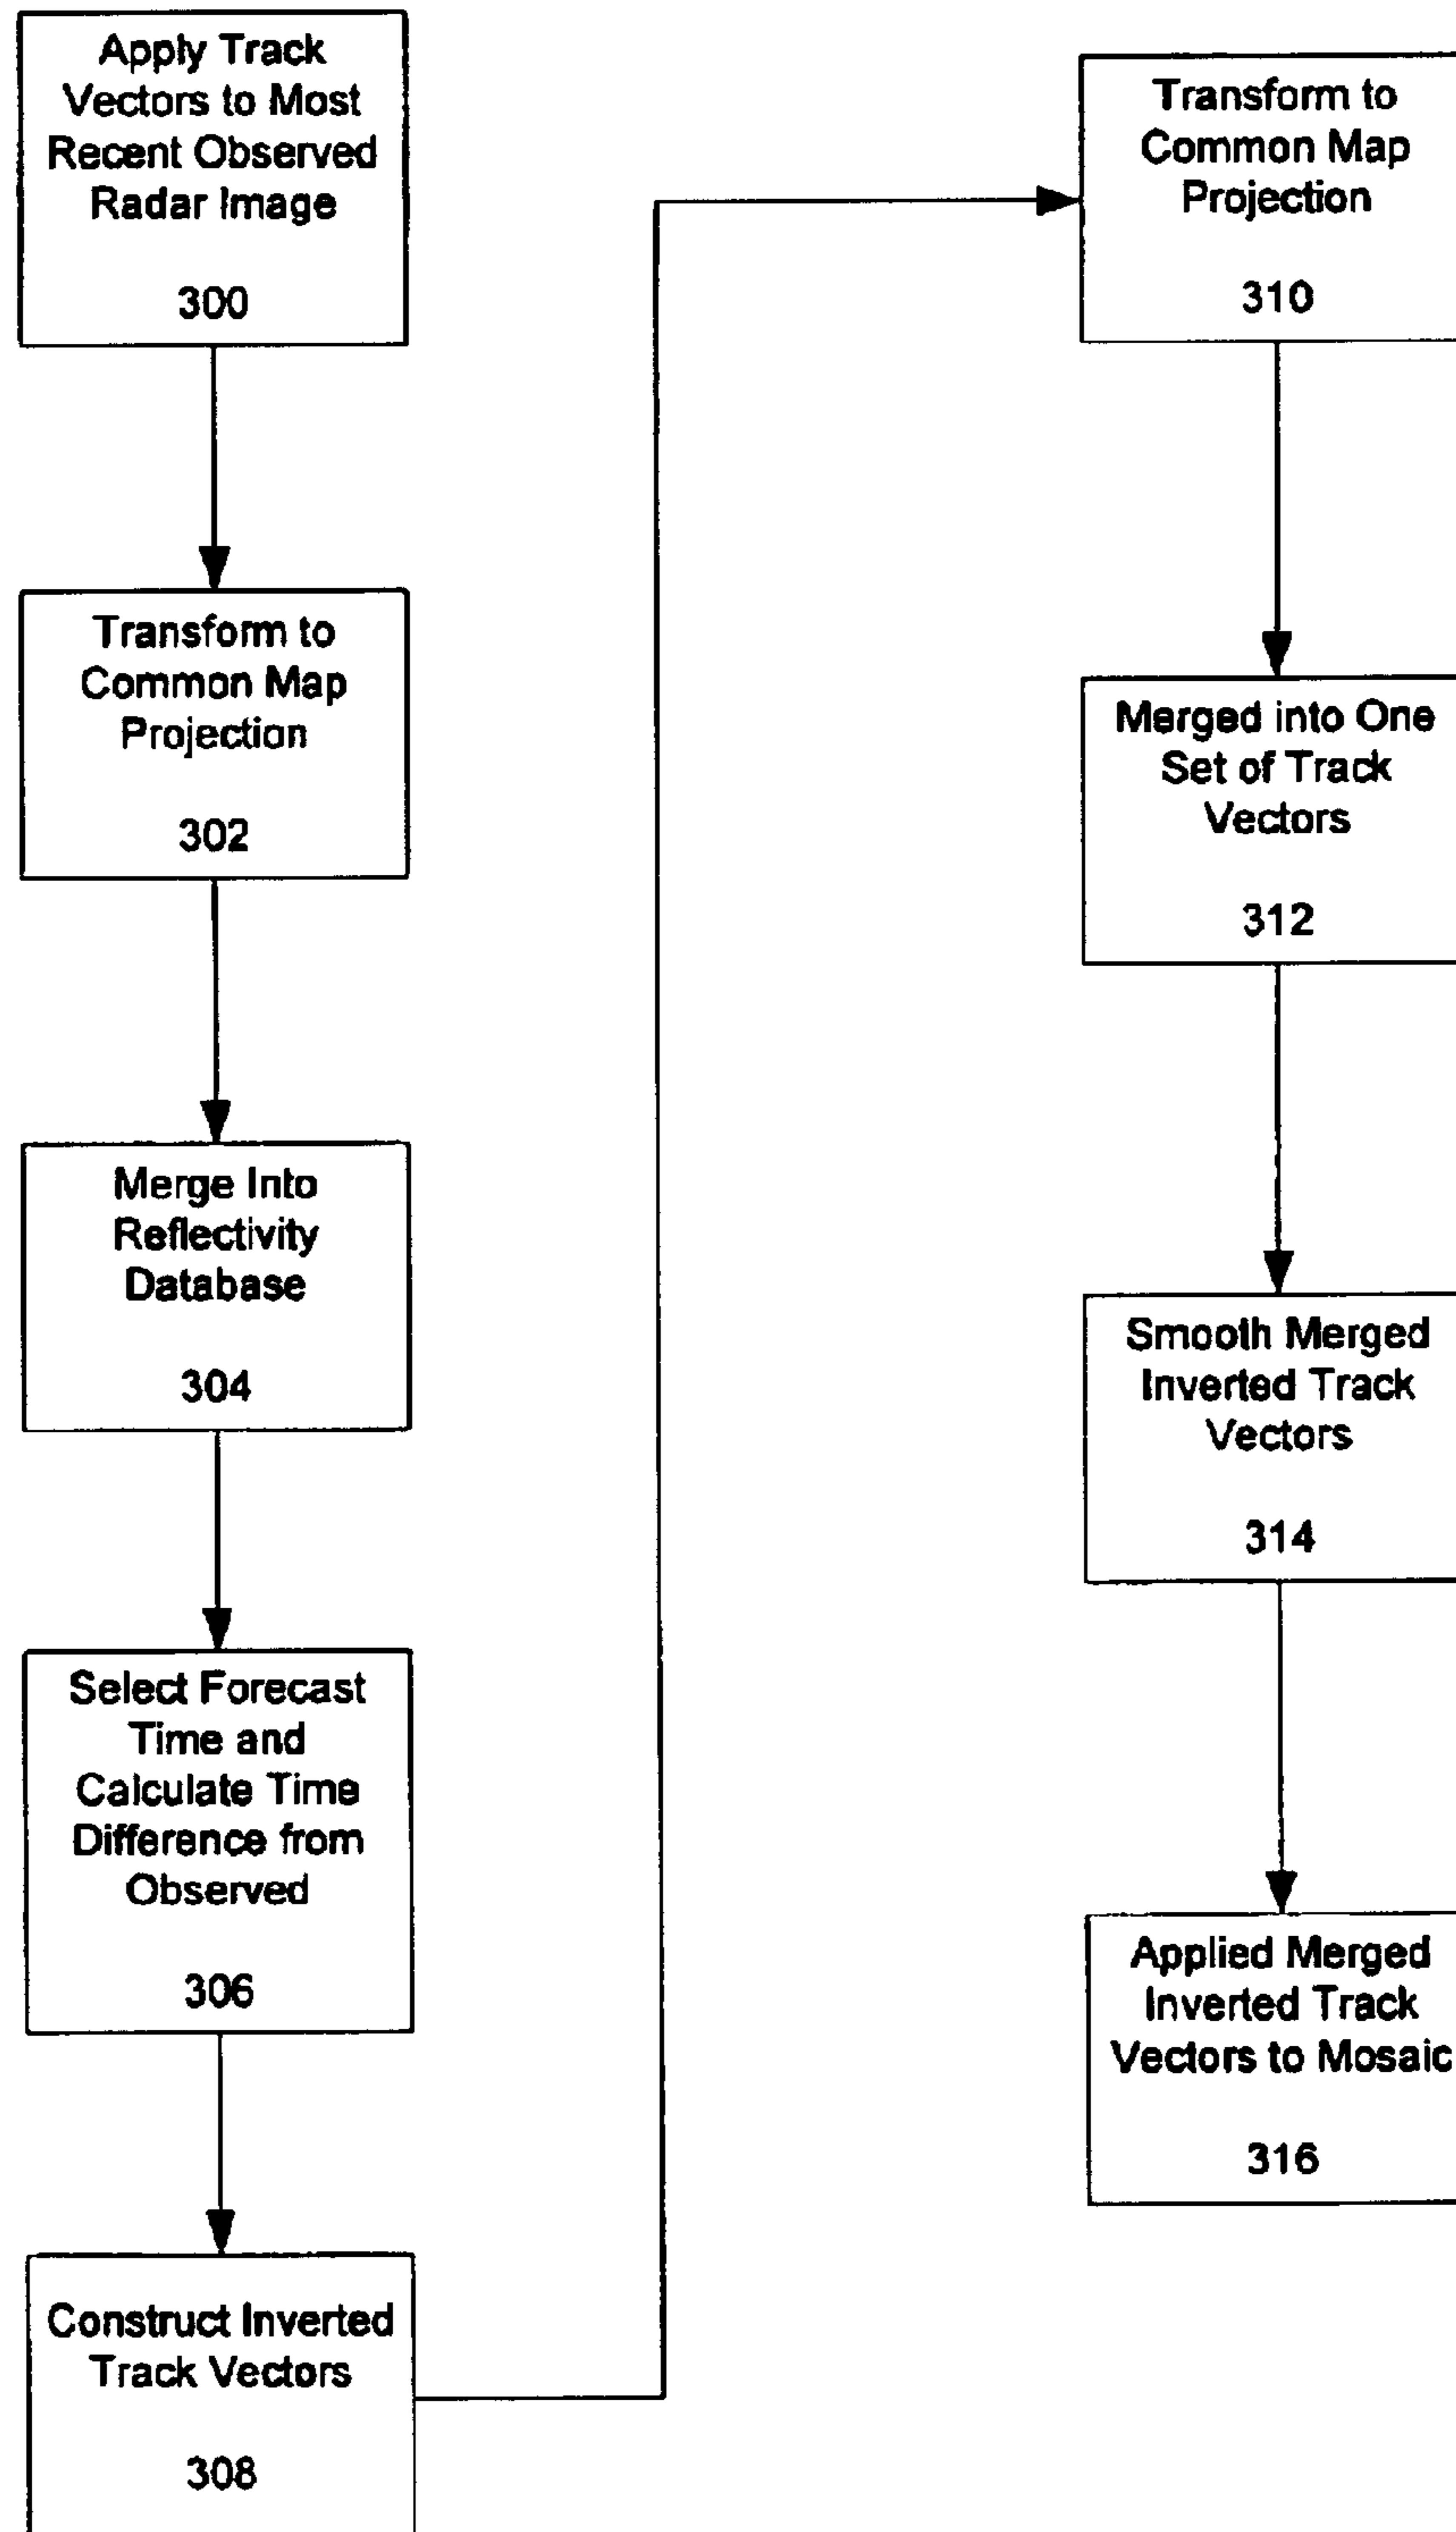 Apply Track
Vectors to Most
Recent Observed
Radar Image
300
Transform to
Common Map
Projection
302
Merge Into
Reflectivity
Database
304
Select Forecast
Time and
Calculate Time
Difference from
Observed
306
Construct Inverted
Track Vectors
308
Transform to
Common Map
Projection
310
Merged into One
Set of Track
Vectors
312
Smooth Merged
Inverted Track
Vectors
314
Applied Merged
Inverted Track
Vectors to Mosaic
316